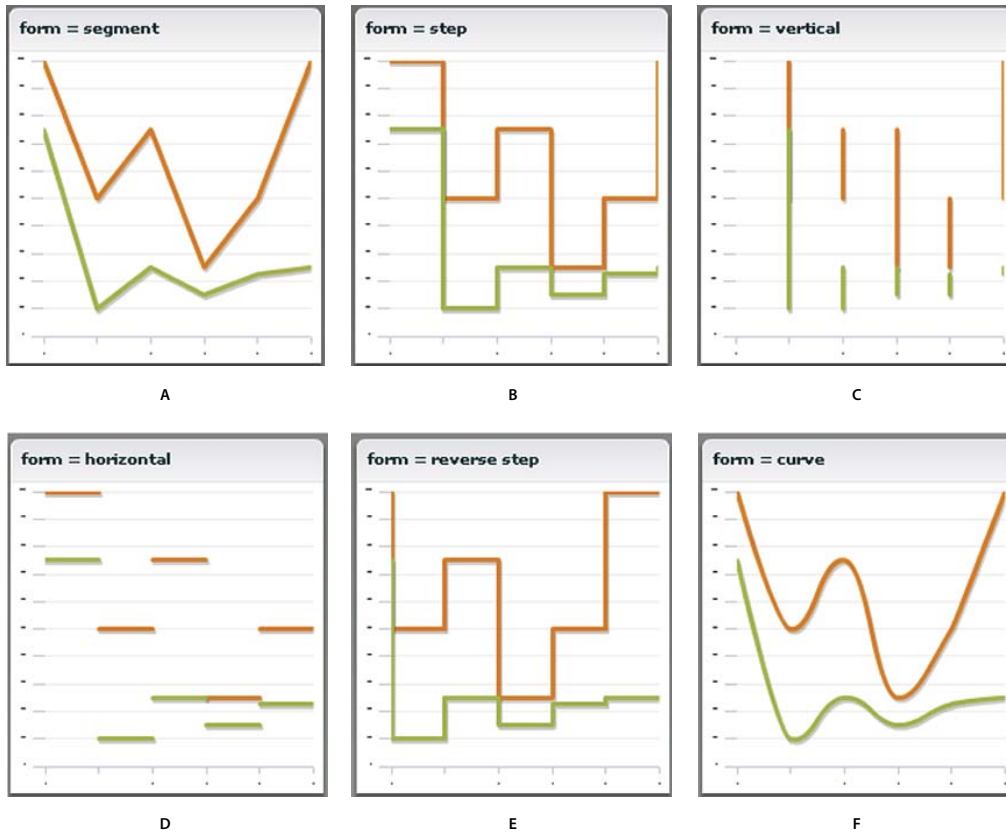 form = segment
form = step
form = vertical
A
B
C
form = horizontal
form = reverse step
form = curve
D
E
F